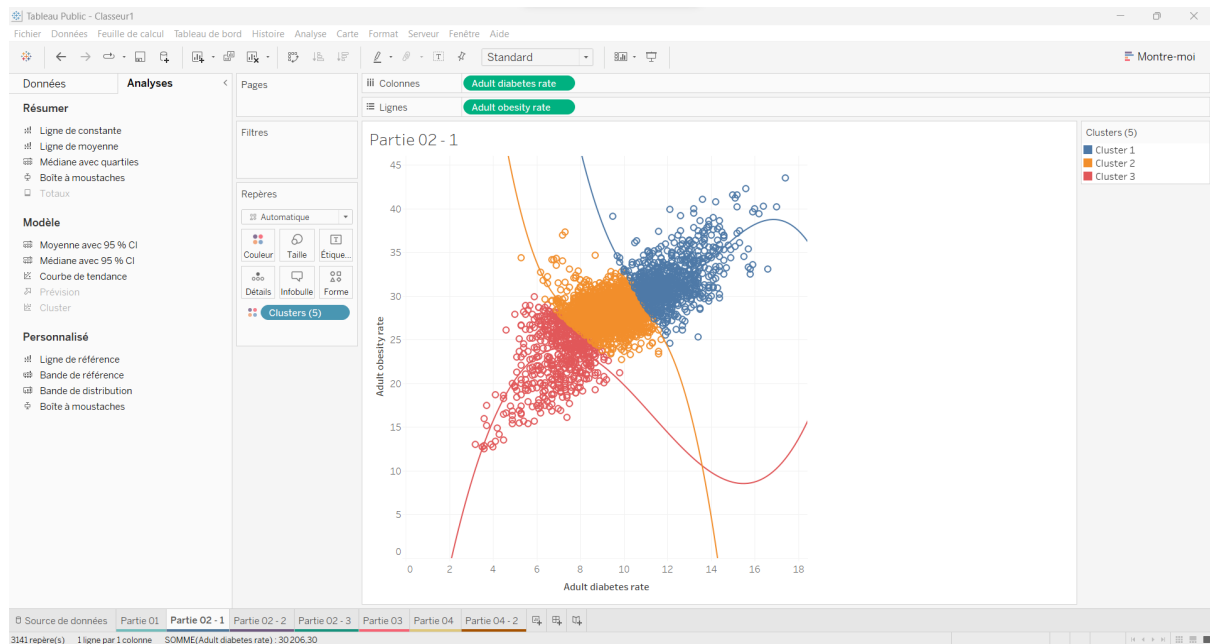 Tableau Public - Classeur1
Fichier Données Feuille de calcul Tableau de bord Histoire Analyse Carte Format Serveur Fenêtre Aide
Standard
Montre-moi
Données
Analyses
Résumer
Ligne de constante
Ligne de moyenne
Médiane avec quartiles
Boîte à moustaches
Totaux
Modèle
Moyenne avec 95 % CI
Médiane avec 95 % CI
Courbe de tendance
Prévision
Cluster
Personnalisé
Ligne de référence
Bande de référence
Bande de distribution
Boîte à moustaches
Pages
Filtres
Repères
Automatique
Couleur Taille Étique...
Détails Infobulle Forme
Clusters (5)
Colonnes Adult diabetes rate
Lignes Adult obesity rate
Partie 02 - 1
45
40
35
30
25
20
15
10
5
0
Adult obesity rate
0 2 4 6 8 10 12 14 16 18
Adult diabetes rate
Clusters (5)
Cluster 1
Cluster 2
Cluster 3
Source de données Partie 01 Partie 02 - 1 Partie 02 - 2 Partie 02 - 3 Partie 03 Partie 04 Partie 04 - 2
3141 repère(s) 1 ligne par 1 colonne SOMME(Adult diabetes rate) : 30 206,30